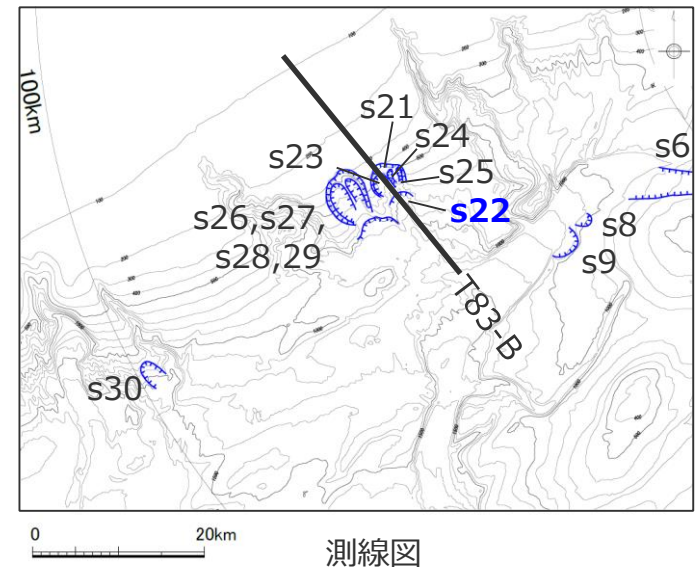 100km
s21
s24
s23
s25
s6
s22
s26,s27,
s28,29
s8
s9
T83-B
s30
0
20km
測線図